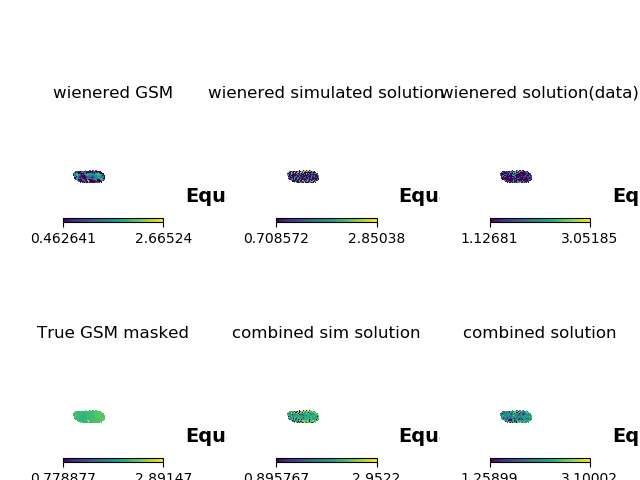 wienered GSM
wienered simulated solution
wienered solution(data)
Equ
Equ
Eq
0.462641 2.66524
0.708572 2.85038
1.12681 3.05185
True GSM masked
combined sim solution
combined solution
Equ
Equ
Eq
0.778877 2.89147
0.895767 2.9522
1.25899 3.10002